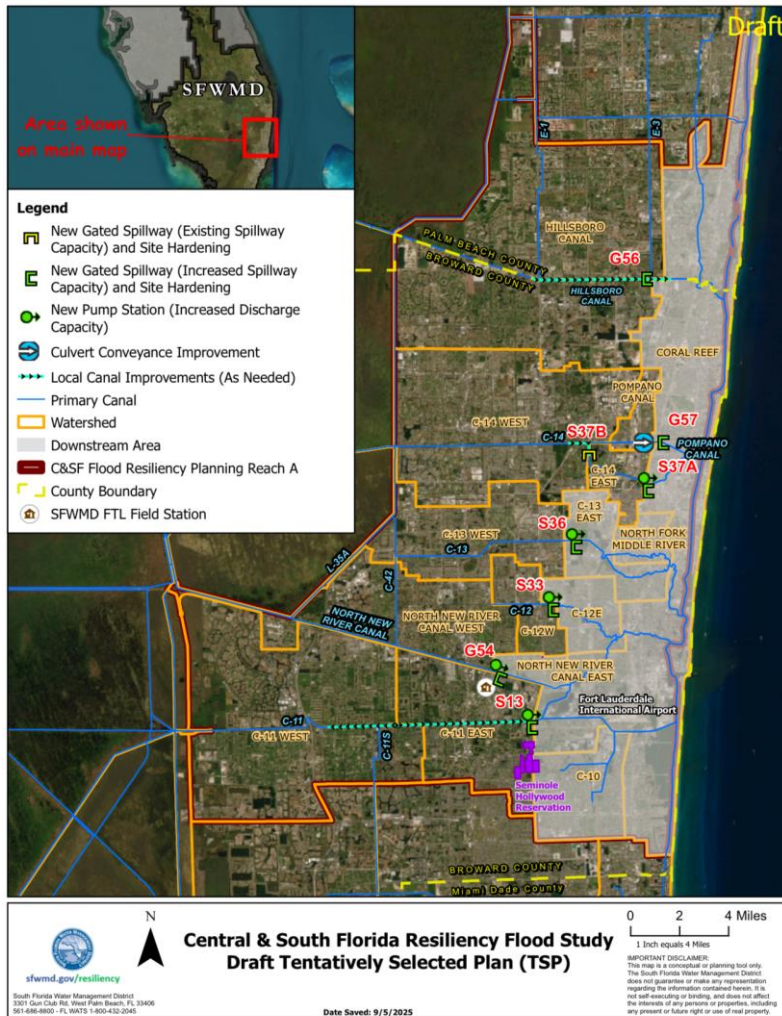 Draft
SFWMD
Area shown
on main map
Legend
New Gated Spillway (Existing Spillway
Capacity) and Site Hardening
New Gated Spillway (Increased Spillway
Capacity) and Site Hardening
New Pump Station (Increased Discharge
Capacity)
Culvert Conveyance Improvement
Local Canal Improvements (As Needed)
Primary Canal
Watershed
Downstream Area
C&SF Flood Resiliency Planning Reach A
County Boundary
SFWMD FTL Field Station
E-1
E-3
HILLSBORO
CANAL
PALM BEACH COUNTY
BROWARD COUNTY
G56
HILLSBORO
CANAL
CORAL REEF
POMPANO
CANAL
C-14 WEST
C-14
S37B
G57
POMPANO
CANAL
S37A
C-14
EAST
C-13
EAST
S36
C-13 WEST
C-13
NORTH FORK
MIDDLE RIVER
L-35A
C-42
S33
NORTH NEW
RIVER CANAL
NORTH NEW RIVER
CANAL WEST
C-12
C-12E
C-12W
G54
NORTH NEW RIVER
CANAL EAST
S13
Fort Lauderdale
International Airport
C-11
C-11 WEST
C-11S
C-11 EAST
C-10
Seminole
Hollywood
Reservation
BROWARD COUNTY
Miami Dade County
sfwmd.gov/resiliency
South Florida Water Management District
3301 Gun Club Rd, West Palm Beach, FL 33406
561-686-8800 - FL WATS 1-800-432-2045
N
Central & South Florida Resiliency Flood Study
Draft Tentatively Selected Plan (TSP)
Date Saved: 9/5/2025
0 2 4 Miles
1 Inch equals 4 Miles
IMPORTANT DISCLAIMER:
This map is a conceptual or planning tool only.
The South Florida Water Management District
does not guarantee or make any representation
regarding the information contained herein. It is
not self-executing or binding, and does not affect
the interests of any persons or properties, including
any present or future right or use of real property.